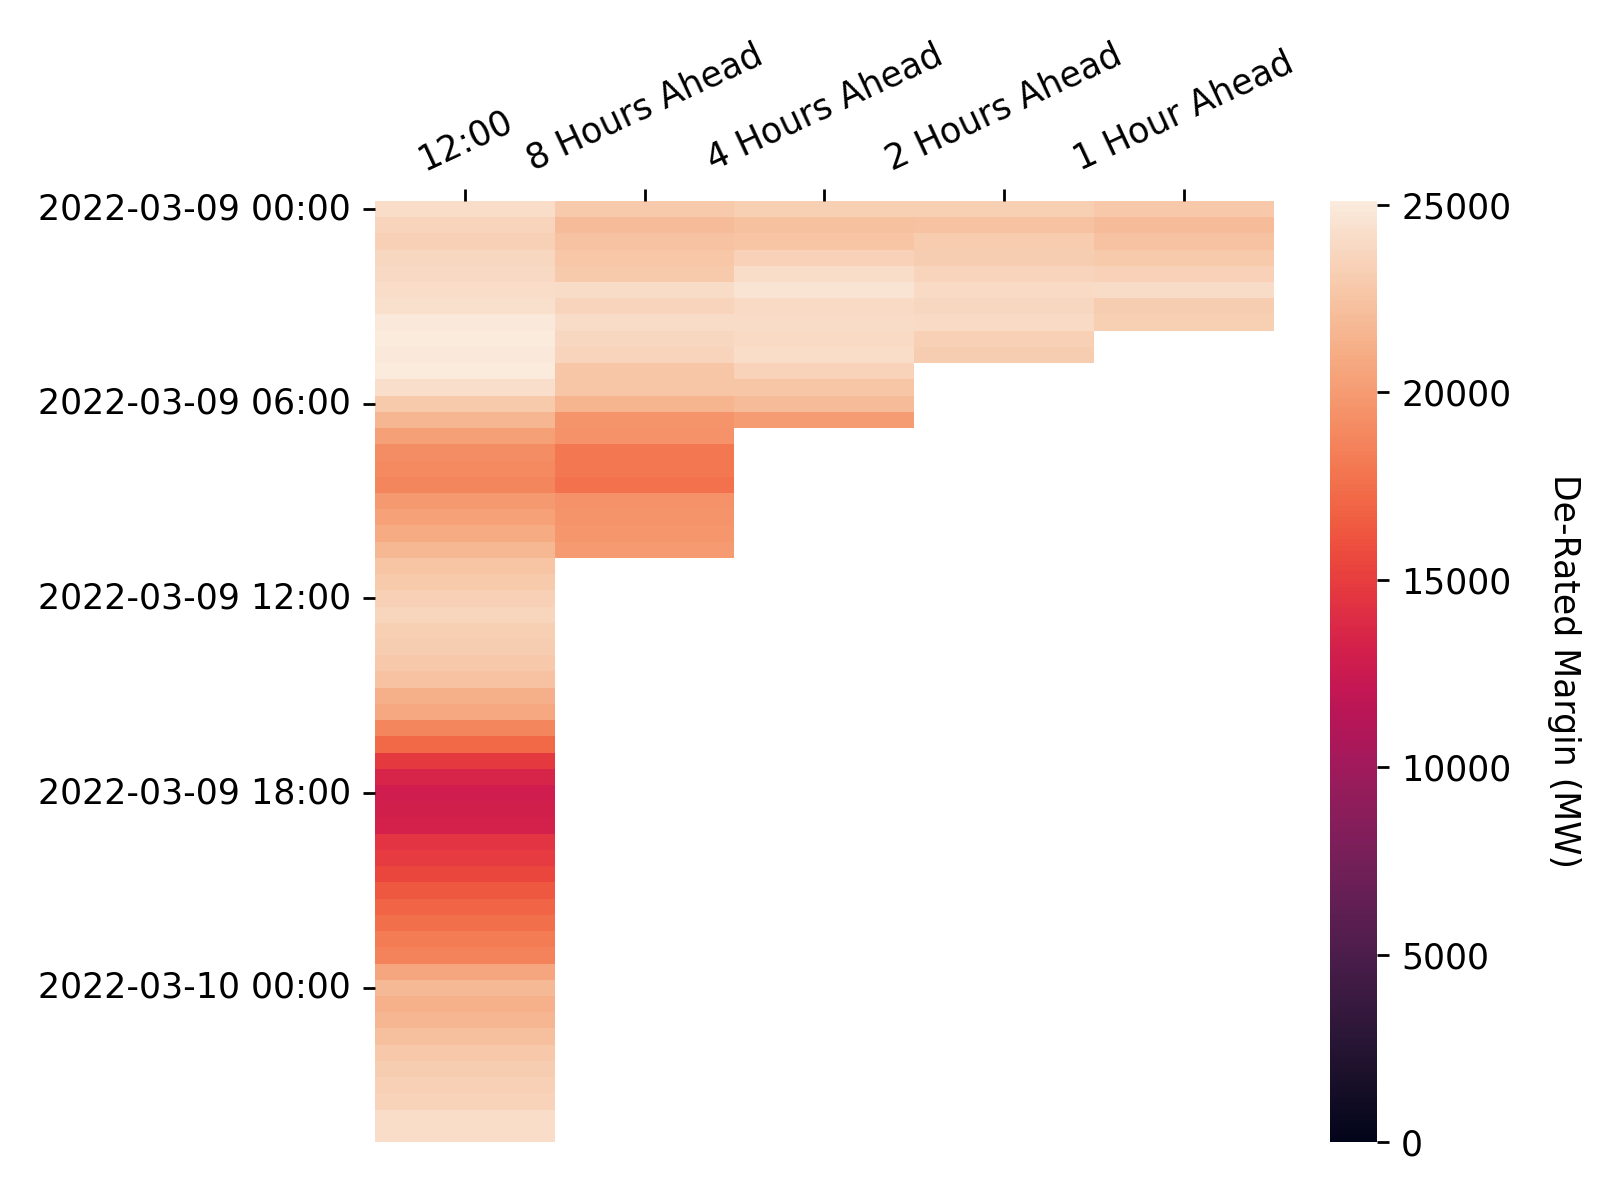 12:00
8 Hours Ahead
4 Hours Ahead
2 Hours Ahead
1 Hour Ahead
2022-03-09 00:00
2022-03-09 06:00
2022-03-09 12:00
2022-03-09 18:00
2022-03-10 00:00
25000
20000
15000
10000
5000
0
De-Rated Margin (MW)